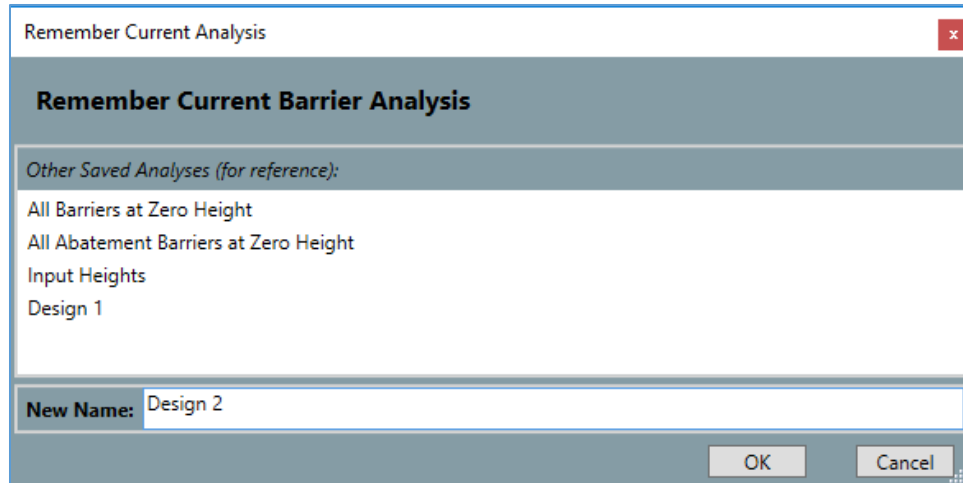 Remember Current Analysis
x
Remember Current Barrier Analysis
Other Saved Analyses (for reference):
All Barriers at Zero Height
All Abatement Barriers at Zero Height
Input Heights
Design 1
New Name: Design 2
OK Cancel